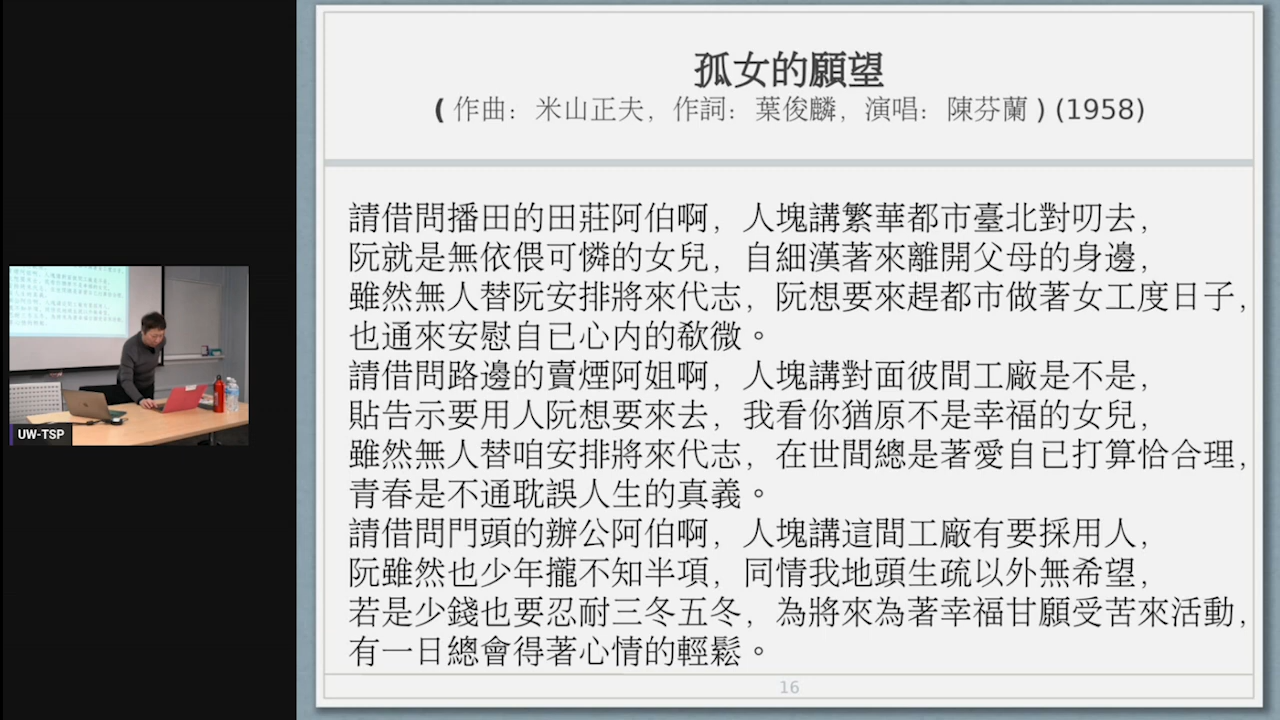 孤女的願望
( 作曲：米山正夫，作詞：葉俊麟，演唱：陳芬蘭 ) (1958)
請借問播田的田莊阿伯啊，人塊講繁華都市臺北對叨去，
阮就是無依偎可憐的女兒，自細漢著來離開父母的身邊，
雖然無人替阮安排將來代志，阮想要來趕都市做著女工度日子，
也通來安慰自己心內的欷微。
請借問路邊的賣煙阿姐啊，人塊講對面彼間工廠是不是，
貼告示要用人阮想要來去，我看你猶原不是幸福的女兒，
雖然無人替咱安排將來代志，在世間總是著愛自已打算恰合理，
青春是不通耽誤人生的真義。
請借問門頭的辦公阿伯啊，人塊講這間工廠有要採用人，
阮雖然也少年攏不知半項，同情我地頭生疏以外無希望，
若是少錢也要忍耐三冬五冬，為將來為著幸福甘願受苦來活動，
有一日總會得著心情的輕鬆。
16
UW-TSP